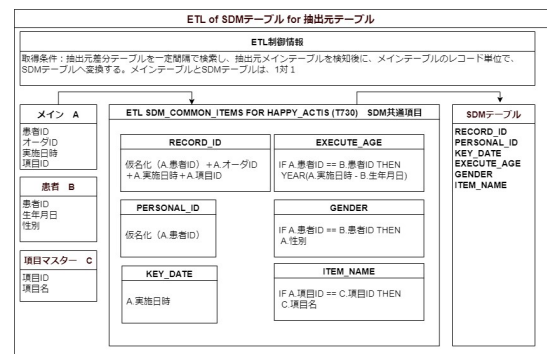 ETL of SDMテーブル for 抽出元テーブル
ETL制御情報
取得条件：抽出元差分テーブルを一定間隔で検索し、抽出元メインテーブルを検知後に、メインテーブルのレコード単位で、
SDMテーブルへ変換する。メインテーブルとSDMテーブルは、1対１
メイン　A
患者ID
オーダID
実施日時
項目ID
患者　B
患者ID
生年月日
性別
項目マスター　C
項目ID
項目名
ETL SDM_COMMON_ITEMS FOR HAPPY_ACTIS (T730)　SDM共通項目
RECORD_ID
仮名化（A.患者ID）＋A.オーダID
＋A.実施日時＋A.項目ID
PERSONAL_ID
仮名化（A.患者ID）
KEY_DATE
A.実施日時
EXECUTE_AGE
IF A.患者ID == B.患者ID THEN
YEAR(A.実施日時 - B.生年月日)
GENDER
IF A.患者ID == B.患者ID THEN
A.性別
ITEM_NAME
IF A.項目ID == C.項目ID THEN
C.項目名
SDMテーブル
RECORD_ID
PERSONAL_ID
KEY_DATE
EXECUTE_AGE
GENDER
ITEM_NAME